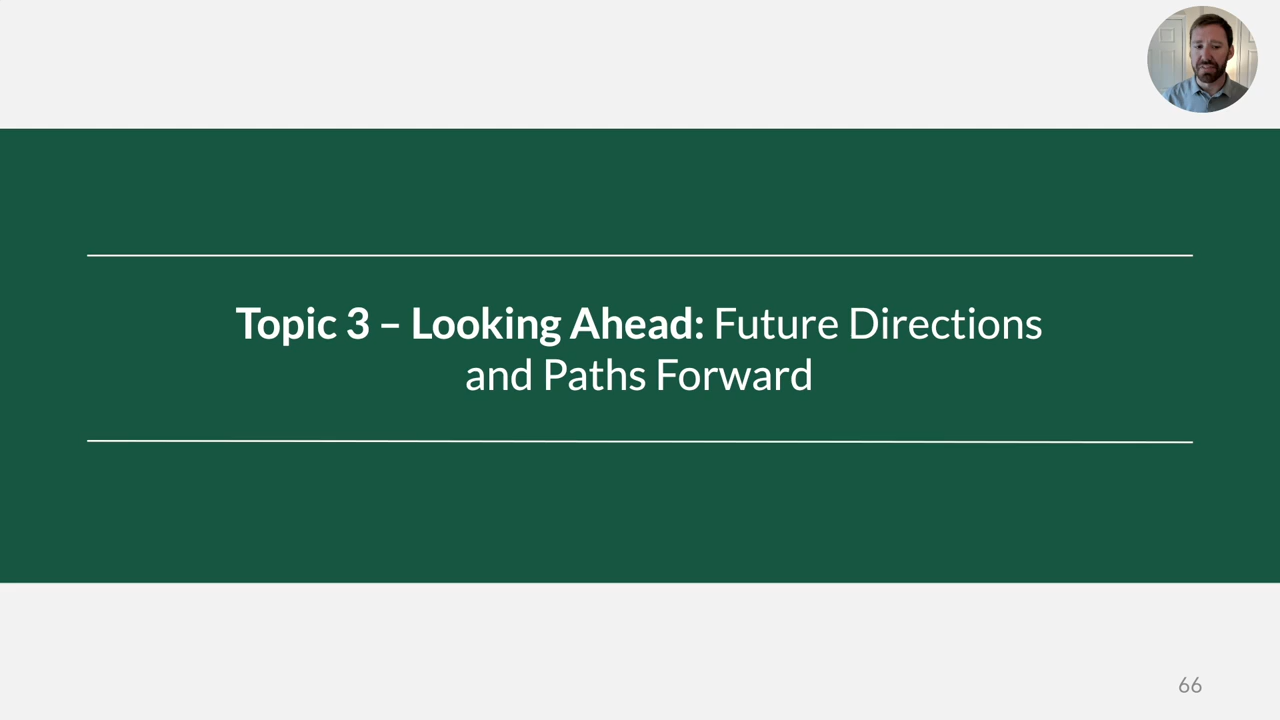 Topic 3 – Looking Ahead: Future Directions
and Paths Forward
66